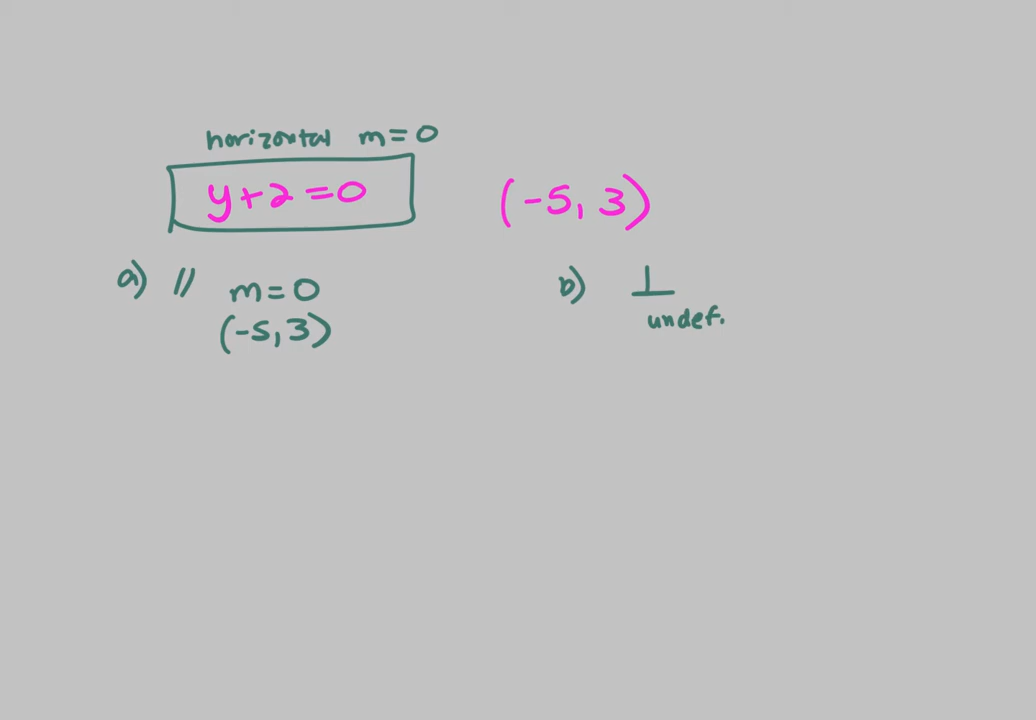 horizontal m = 0
y + 2 = 0
(-5, 3)
a) // m = 0
(-5, 3)
b) ⊥
undef.